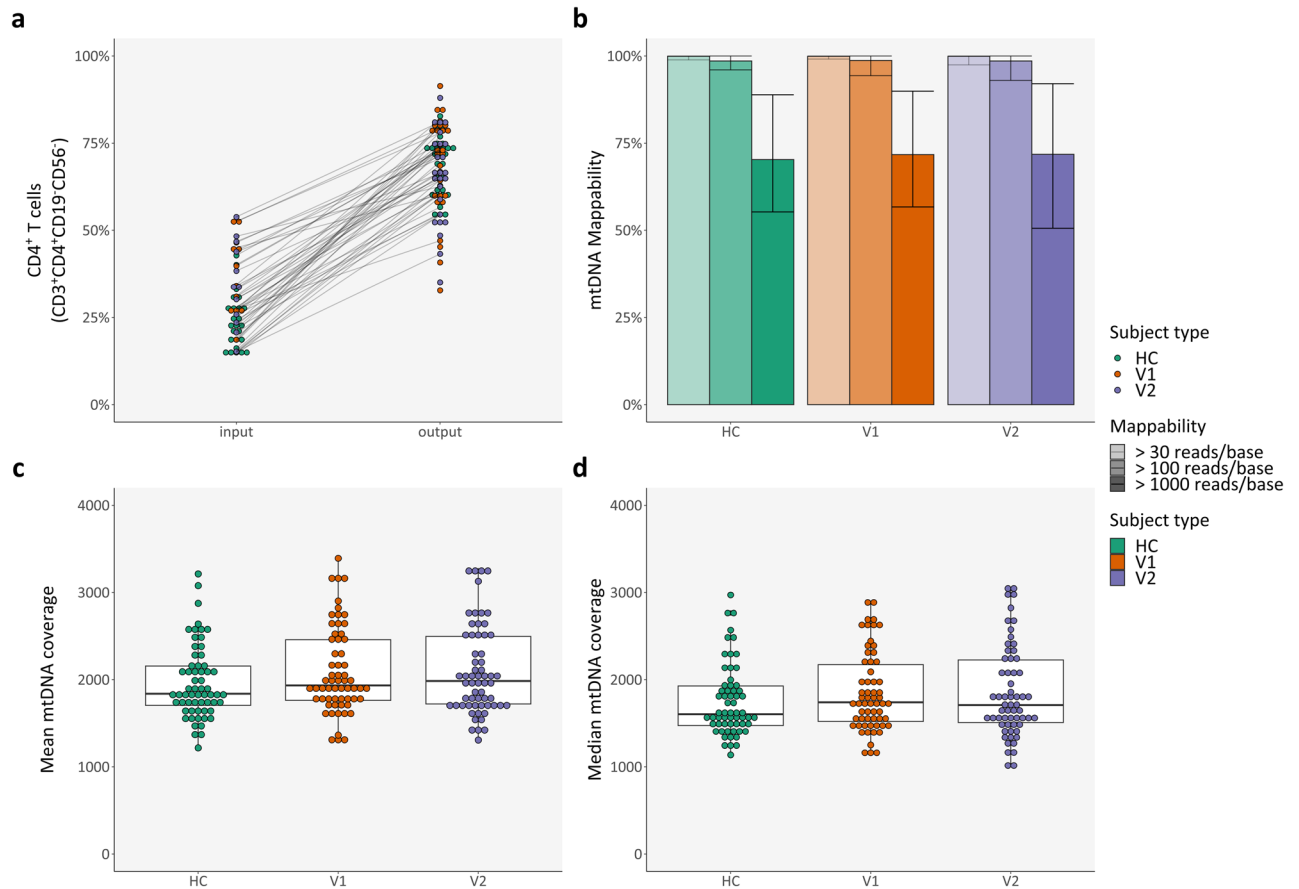 a
100%
75%
50%
25%
0%
CD4⁺ T cells
(CD3⁺CD4⁺CD19⁻CD56⁻)
input
output
b
100%
75%
50%
25%
0%
mtDNA Mappability
HC
V1
V2
Subject type
HC
V1
V2
Mappability
> 30 reads/base
> 100 reads/base
> 1000 reads/base
Subject type
HC
V1
V2
c
4000
3000
2000
1000
0
Mean mtDNA coverage
HC
V1
V2
d
4000
3000
2000
1000
0
Median mtDNA coverage
HC
V1
V2